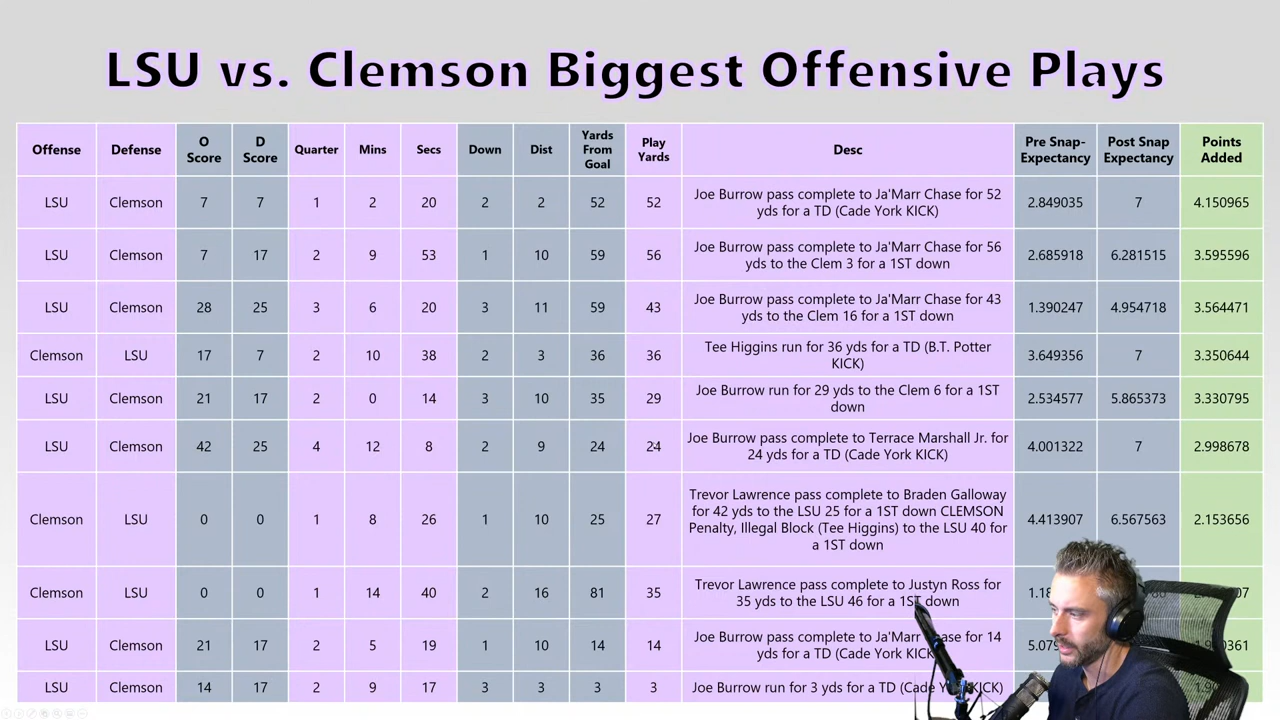 LSU vs. Clemson Biggest Offensive Plays
Offense Defense O Score D Score Quarter Mins Secs Down Dist Yards From Goal Play Yards Desc Pre Snap-Expectancy Post Snap Expectancy Points Added
LSU Clemson 7 7 1 2 20 2 2 52 52 Joe Burrow pass complete to Ja'Marr Chase for 52 yds for a TD (Cade York KICK) 2.849035 7 4.150965
LSU Clemson 7 17 2 9 53 1 10 59 56 Joe Burrow pass complete to Ja'Marr Chase for 56 yds to the Clem 3 for a 1ST down 2.685918 6.281515 3.595596
LSU Clemson 28 25 3 6 20 3 11 59 43 Joe Burrow pass complete to Ja'Marr Chase for 43 yds to the Clem 16 for a 1ST down 1.390247 4.954718 3.564471
Clemson LSU 17 7 2 10 38 2 3 36 36 Tee Higgins run for 36 yds for a TD (B.T. Potter KICK) 3.649356 7 3.350644
LSU Clemson 21 17 2 0 14 3 10 35 29 Joe Burrow run for 29 yds to the Clem 6 for a 1ST down 2.534577 5.865373 3.330795
LSU Clemson 42 25 4 12 8 2 9 24 24 Joe Burrow pass complete to Terrace Marshall Jr. for 24 yds for a TD (Cade York KICK) 4.001322 7 2.998678
Clemson LSU 0 0 1 8 26 1 10 25 27 Trevor Lawrence pass complete to Braden Galloway for 42 yds to the LSU 25 for a 1ST down CLEMSON Penalty, Illegal Block (Tee Higgins) to the LSU 40 for a 1ST down 4.413907 6.567563 2.153656
Clemson LSU 0 0 1 14 40 2 16 81 35 Trevor Lawrence pass complete to Justyn Ross for 35 yds to the LSU 46 for a 1ST down
LSU Clemson 21 17 2 5 19 1 10 14 14 Joe Burrow pass complete to Ja'Marr for 14 yds for a TD (Cade York KICK
LSU Clemson 14 17 2 9 17 3 3 3 3 Joe Burrow run for 3 yds for a TD (Cade KICK)